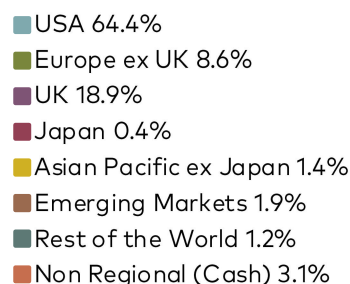 USA 64.4%
Europe ex UK 8.6%
UK 18.9%
Japan 0.4%
Asian Pacific ex Japan 1.4%
Emerging Markets 1.9%
Rest of the World 1.2%
Non Regional (Cash) 3.1%